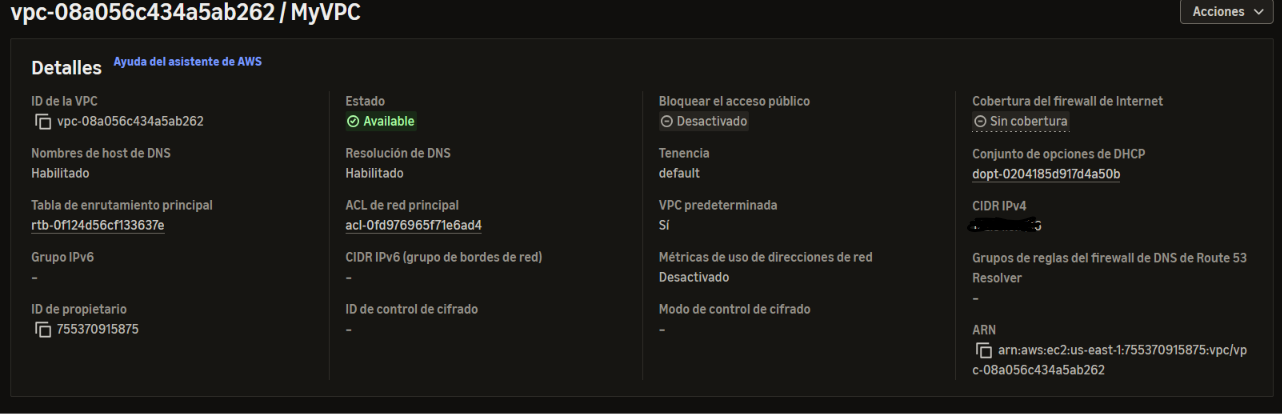 vpc-08a056c434a5ab262 / MyVPC
Acciones
Detalles
Ayuda del asistente de AWS
ID de la VPC
vpc-08a056c434a5ab262
Estado
Available
Bloquear el acceso público
Desactivado
Cobertura del firewall de Internet
Sin cobertura
Nombres de host de DNS
Habilitado
Resolución de DNS
Habilitado
Tenencia
default
Conjunto de opciones de DHCP
dopt-0204185d917d4a50b
Tabla de enrutamiento principal
rtb-0f124d56cf133637e
ACL de red principal
acl-0fd976965f71e6ad4
VPC predeterminada
Sí
CIDR IPv4
Grupo IPv6
–
CIDR IPv6 (grupo de bordes de red)
–
Métricas de uso de direcciones de red
Desactivado
Grupos de reglas del firewall de DNS de Route 53
Resolver
–
ID de propietario
755370915875
ID de control de cifrado
–
Modo de control de cifrado
–
ARN
arn:aws:ec2:us-east-1:755370915875:vpc/vp
c-08a056c434a5ab262